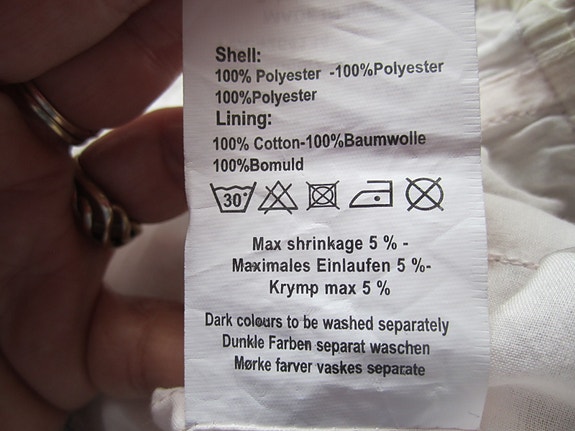 Shell:
100% Polyester -100%Polyester
100%Polyester
Lining:
100% Cotton-100%Baumwolle
100%Bomuld
30°
Max shrinkage 5 % -
Maximales Einlaufen 5 %-
Krymp max 5 %
Dark colours to be washed separately
Dunkle Farben separat waschen
Mørke farver vaskes separate